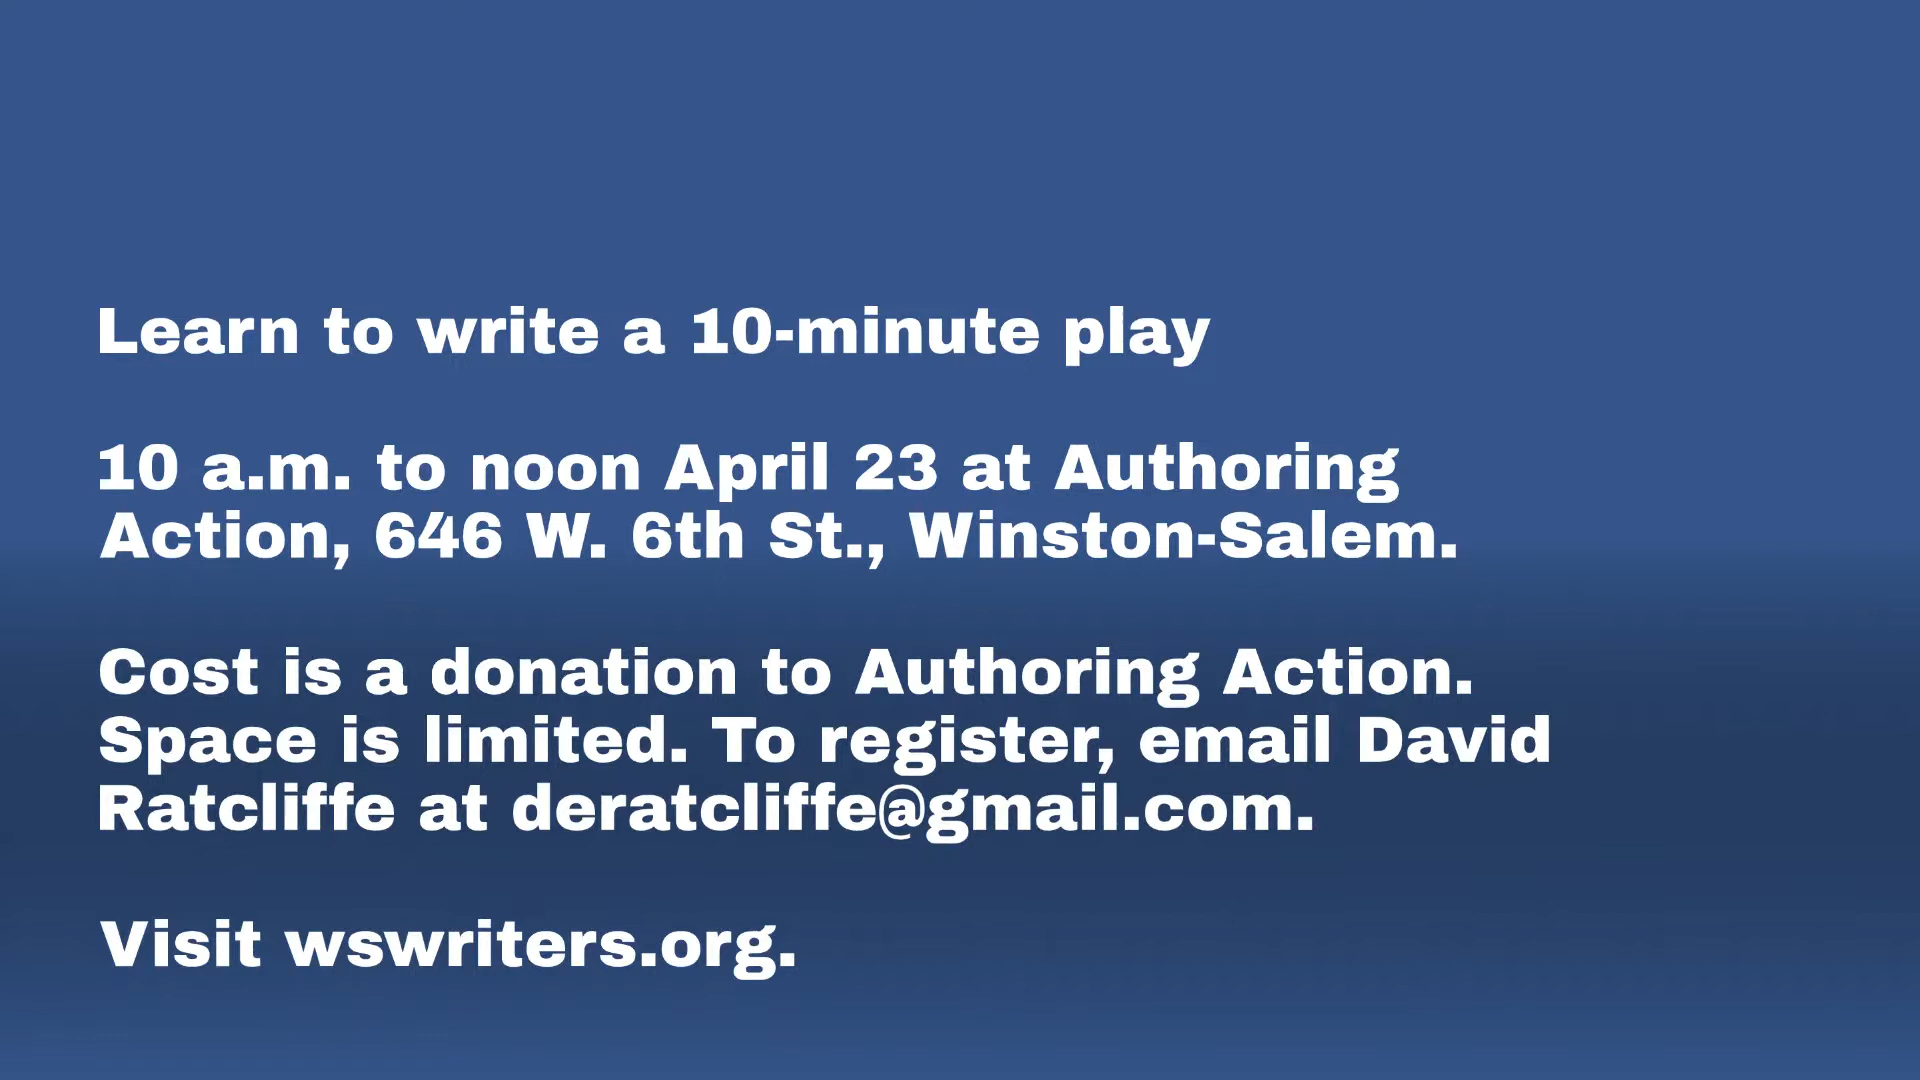 Learn to write a 10-minute play
10 a.m. to noon April 23 at Authoring
Action, 646 W. 6th St., Winston-Salem.
Cost is a donation to Authoring Action.
Space is limited. To register, email David
Ratcliffe at deratcliffe@gmail.com.
Visit wswriters.org.